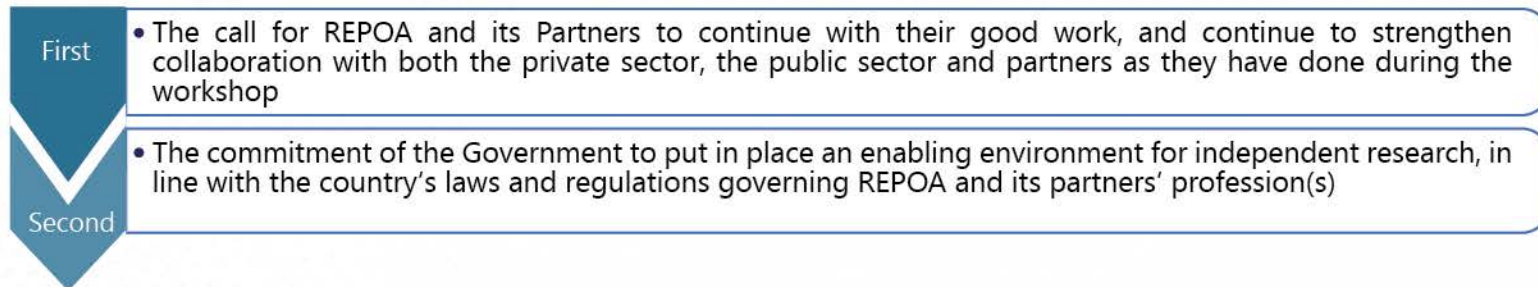 First
• The call for REPOA and its Partners to continue with their good work, and continue to strengthen
collaboration with both the private sector, the public sector and partners as they have done during the
workshop
• The commitment of the Government to put in place an enabling environment for independent research, in
line with the country's laws and regulations governing REPOA and its partners' profession(s)
Second